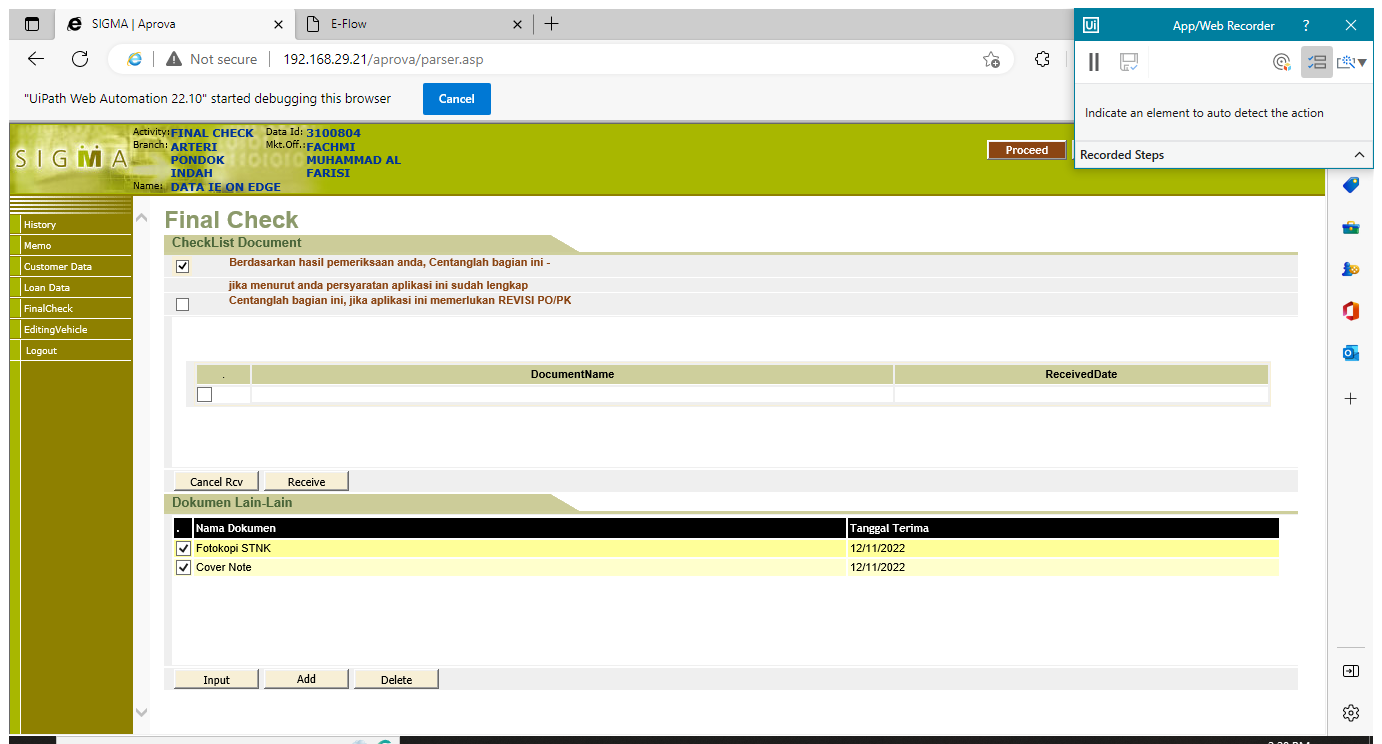 SIGMA | Aprova
E-Flow
Ui App/Web Recorder ?
Not secure 192.168.29.21/aprova/parser.asp
"UiPath Web Automation 22.10" started debugging this browser Cancel
Indicate an element to auto detect the action
Recorded Steps
SIGMA
Activity: FINAL CHECK Data Id: 3100804
Branch: ARTERI Mkt.Off.: FACHMI
PONDOK MUHAMMAD AL
INDAH FARISI
Name: DATA IE ON EDGE
Proceed
History
Memo
Customer Data
Loan Data
FinalCheck
EditingVehicle
Logout
Final Check
CheckList Document
Berdasarkan hasil pemeriksaan anda, Centanglah bagian ini -
jika menurut anda persyaratan aplikasi ini sudah lengkap
Centanglah bagian ini, jika aplikasi ini memerlukan REVISI PO/PK
. DocumentName ReceivedDate
Cancel Rcv Receive
Dokumen Lain-Lain
. Nama Dokumen Tanggal Terima
Fotokopi STNK 12/11/2022
Cover Note 12/11/2022
Input Add Delete